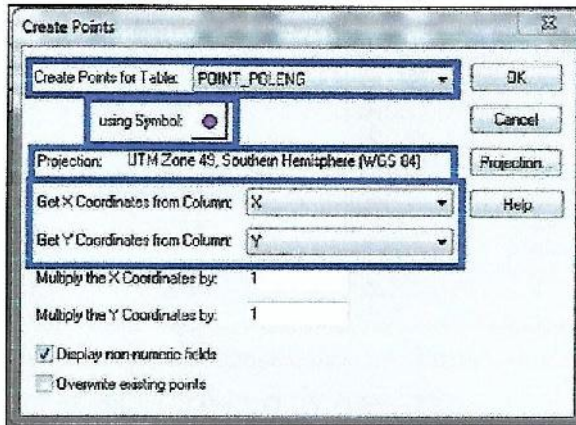 Create Points
Create Points for Table: POINT_POLENG OK
using Symbol: Cancel
Projection: UTM Zone 49, Southern Hemisphere (WGS 84) Projection...
Get X Coordinates from Column: X Help
Get Y Coordinates from Column: Y
Multiply the X Coordinates by: 1
Multiply the Y Coordinates by: 1
Display non-numeric fields
Overwrite existing points